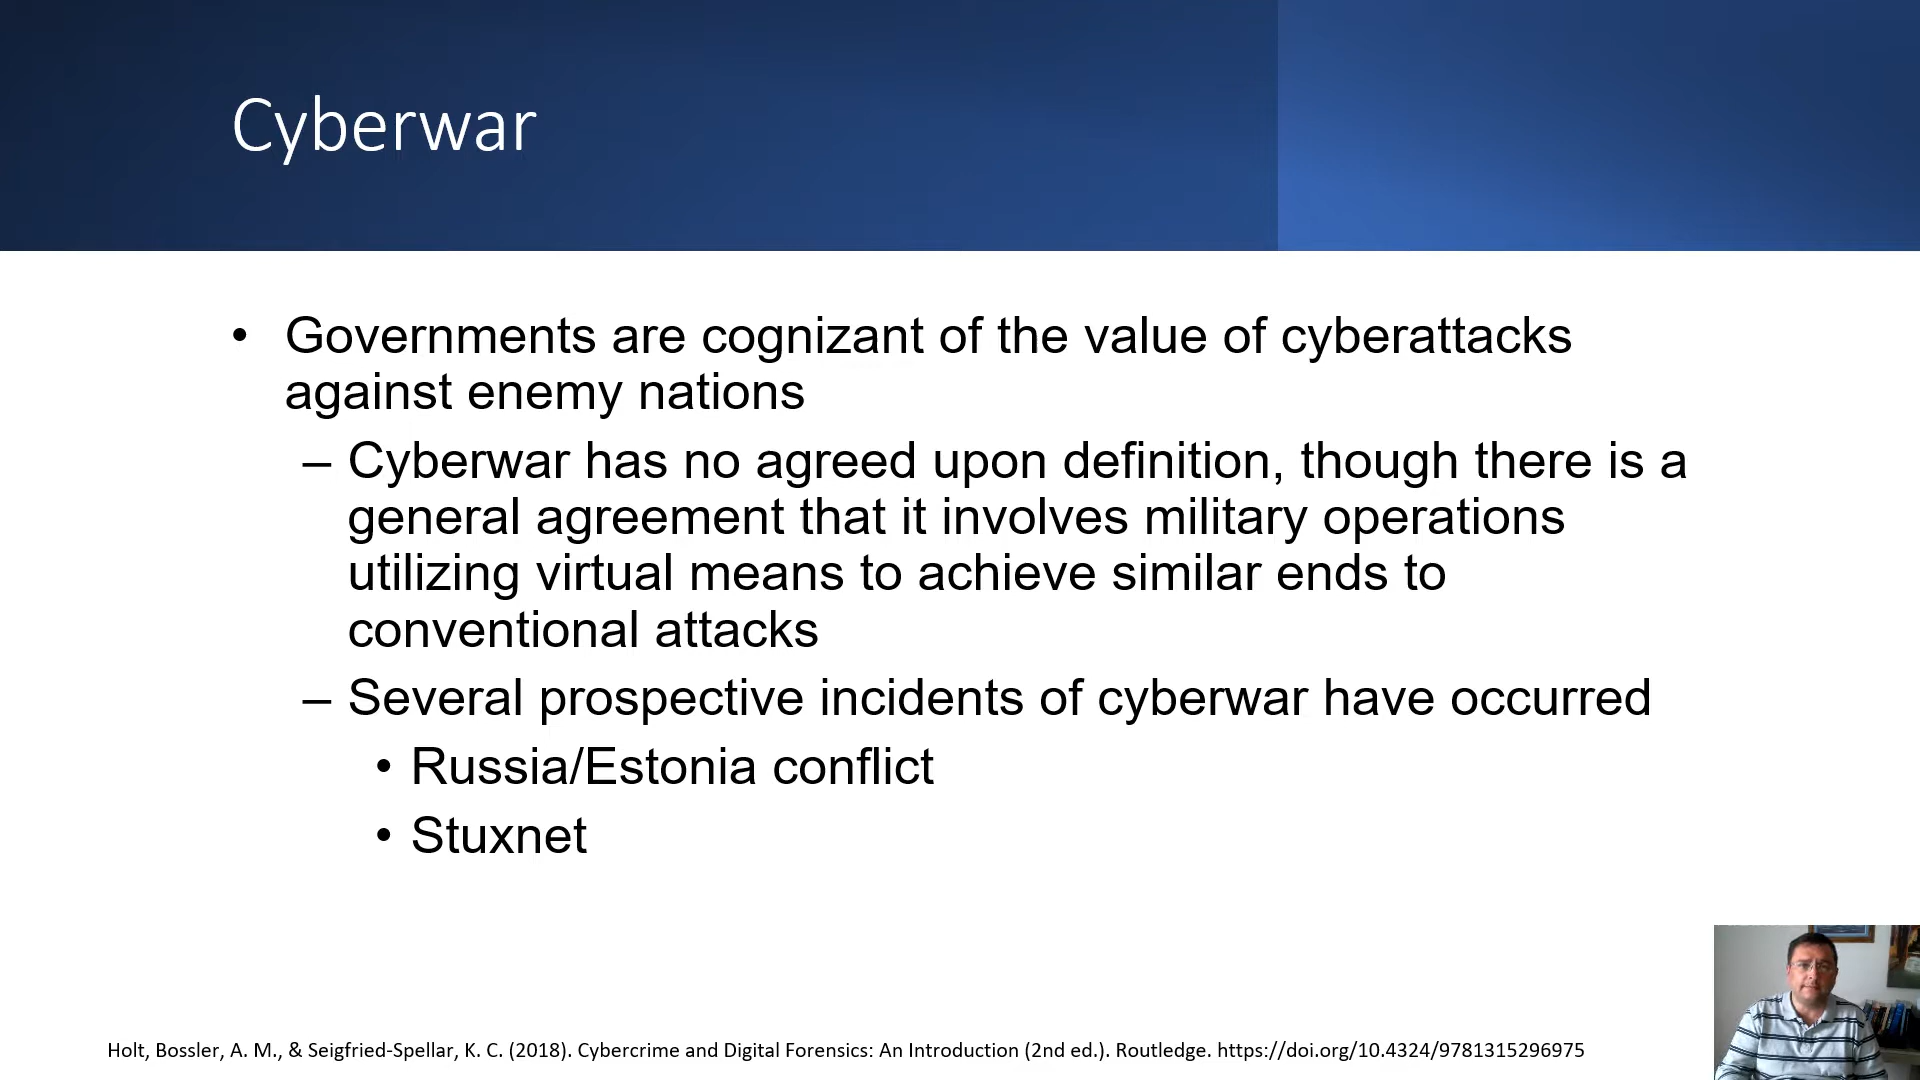 Cyberwar
• Governments are cognizant of the value of cyberattacks
against enemy nations
– Cyberwar has no agreed upon definition, though there is a
general agreement that it involves military operations
utilizing virtual means to achieve similar ends to
conventional attacks
– Several prospective incidents of cyberwar have occurred
• Russia/Estonia conflict
• Stuxnet
Holt, Bossler, A. M., & Seigfried-Spellar, K. C. (2018). Cybercrime and Digital Forensics: An Introduction (2nd ed.). Routledge. https://doi.org/10.4324/9781315296975